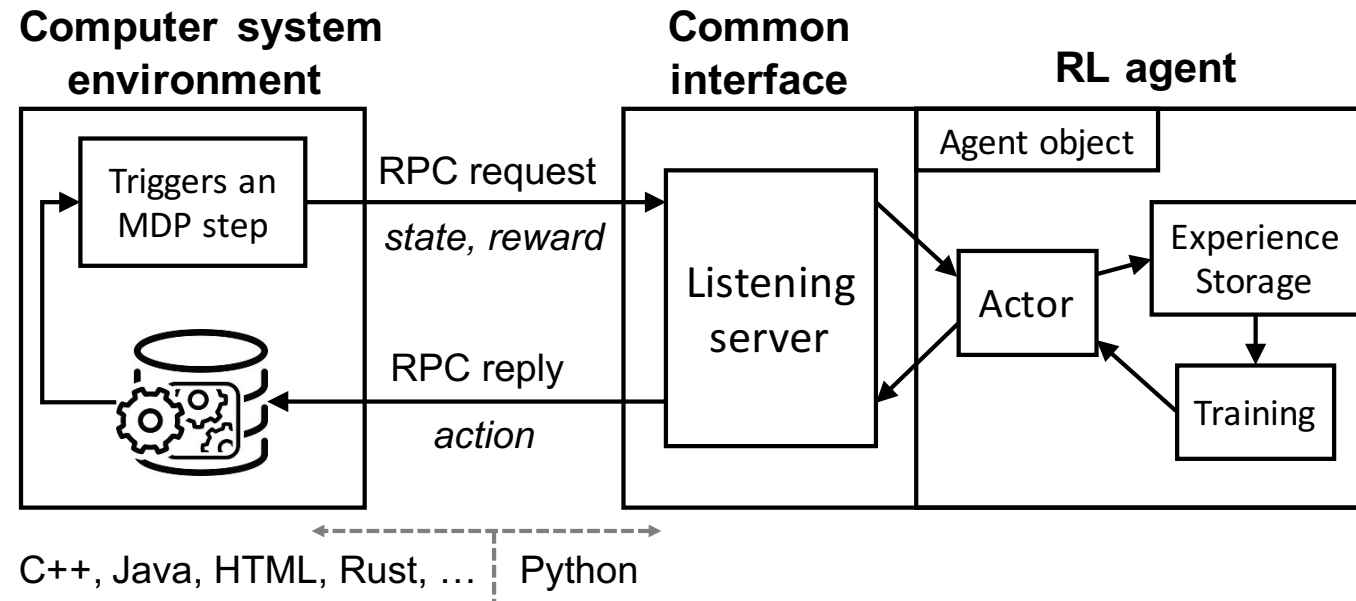 Computer system
environment
Common
interface
RL agent
Triggers an
MDP step
RPC request
state, reward
RPC reply
action
Listening
server
Agent object
Actor
Experience
Storage
Training
C++, Java, HTML, Rust, …
Python